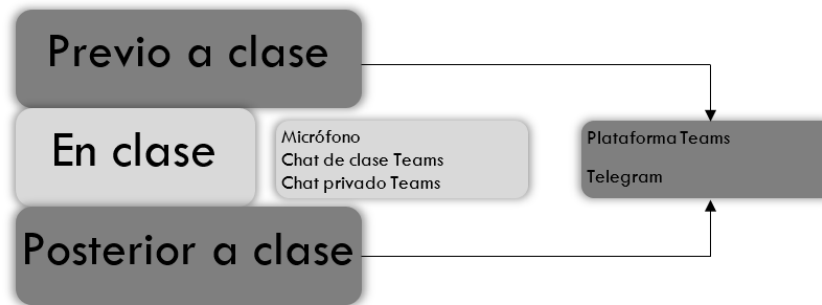 Previo a clase
En clase
Micrófono
Chat de clase Teams
Chat privado Teams
Plataforma Teams
Telegram
Posterior a clase